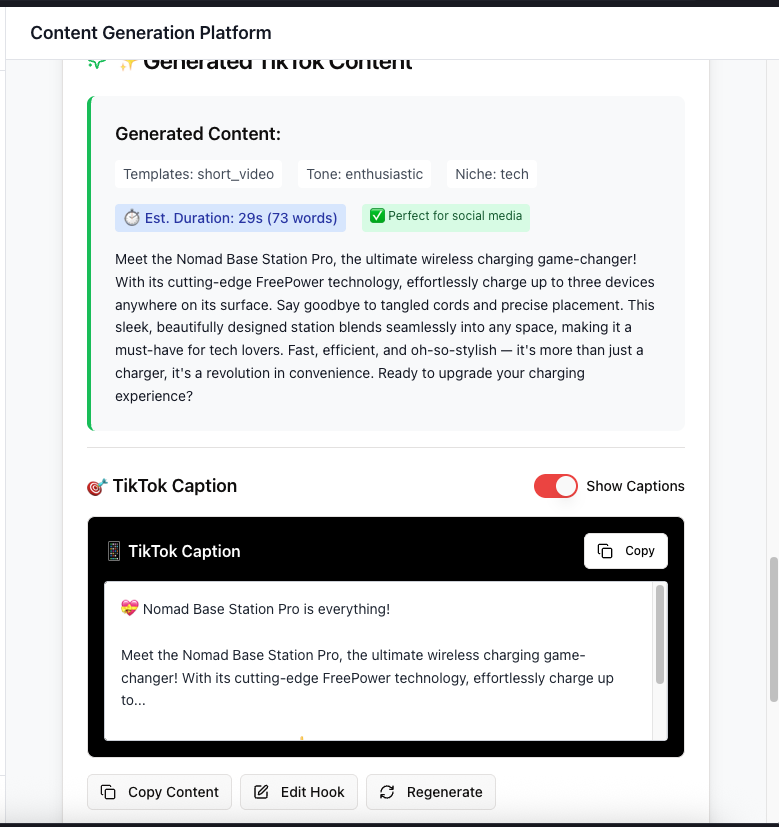 Content Generation Platform
✨Generated TikTok Content
Generated Content:
Templates: short_video
Tone: enthusiastic
Niche: tech
⏱️ Est. Duration: 29s (73 words)
✅ Perfect for social media
Meet the Nomad Base Station Pro, the ultimate wireless charging game-changer!
With its cutting-edge FreePower technology, effortlessly charge up to three devices
anywhere on its surface. Say goodbye to tangled cords and precise placement. This
sleek, beautifully designed station blends seamlessly into any space, making it a
must-have for tech lovers. Fast, efficient, and oh-so-stylish — it's more than just a
charger, it's a revolution in convenience. Ready to upgrade your charging
experience?
🎯 TikTok Caption
Show Captions
📱 TikTok Caption
Copy
💝 Nomad Base Station Pro is everything!
Meet the Nomad Base Station Pro, the ultimate wireless charging game-
changer! With its cutting-edge FreePower technology, effortlessly charge up
to...
Copy Content
Edit Hook
Regenerate